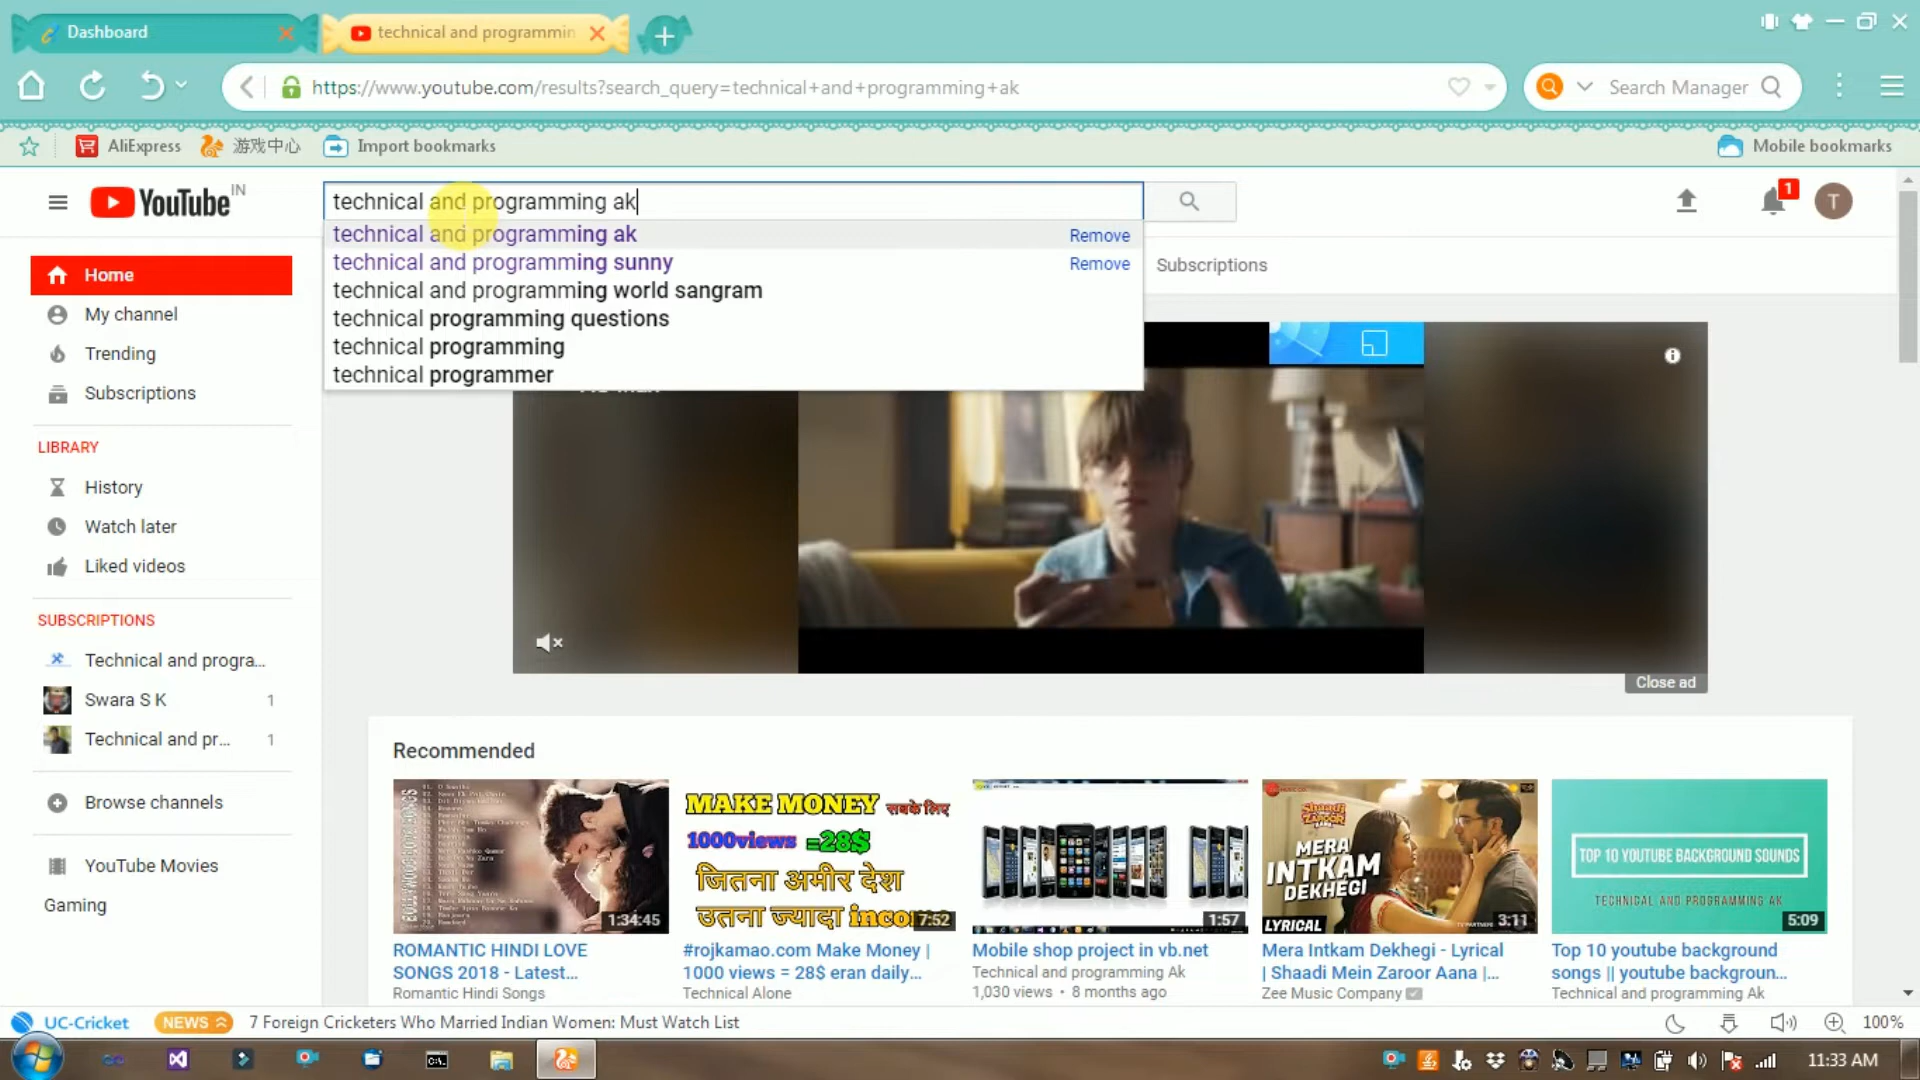 Dashboard
technical and programmin
https://www.youtube.com/results?search_query=technical+and+programming+ak
Search Manager
AliExpress
游戏中心
Import bookmarks
Mobile bookmarks
YouTube IN
technical and programming ak
1
T
technical and programming ak Remove
technical and programming sunny Remove
technical and programming world sangram
technical programming questions
technical programming
technical programmer
Subscriptions
Home
My channel
Trending
Subscriptions
LIBRARY
History
Watch later
Liked videos
SUBSCRIPTIONS
Technical and progra...
Swara S K 1
Technical and pr... 1
Browse channels
YouTube Movies
Gaming
Close ad
Recommended
BOLLYWOOD LOVE SONGS
1:34:45
ROMANTIC HINDI LOVE
SONGS 2018 - Latest...
Romantic Hindi Songs
MAKE MONEY सबके लिए
1000views =28$
जितना अमीर देश
उतना ज्यादा inco
7:52
#rojkamao.com Make Money |
1000 views = 28$ eran daily...
Technical Alone
1:57
Mobile shop project in vb.net
Technical and programming Ak
1,030 views • 8 months ago
SHAADI MEIN ZAROOR AANA
MERA
INTKAM
DEKHEGI
LYRICAL
3:11
Mera Intkam Dekhegi - Lyrical
| Shaadi Mein Zaroor Aana |...
Zee Music Company
TOP 10 YOUTUBE BACKGROUND SOUNDS
TECHNICAL AND PROGRAMMING AK
5:09
Top 10 youtube background
songs || youtube backgroun...
Technical and programming Ak
UC-Cricket
NEWS
7 Foreign Cricketers Who Married Indian Women: Must Watch List
100%
C:\.
11:33 AM